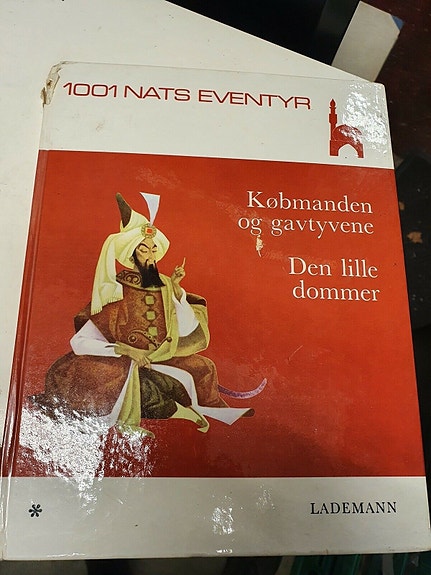 1001 NATS EVENTYR
Købmanden
og gavtyvene
Den lille
dommer
*
LADEMANN